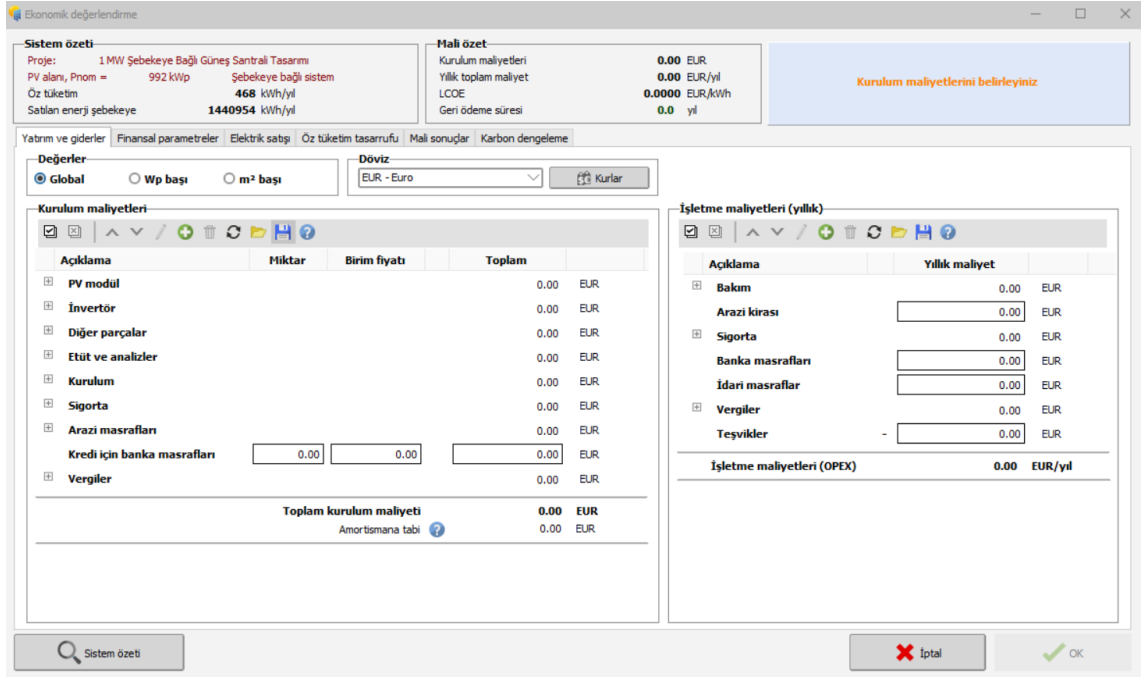 Ekonomik değerlendirme
Sistem özeti
Proje: 1 MW Şebekeye Bağlı Güneş Santrali Tasarımı
PV alanı, Pnom = 992 kWp Şebekeye bağlı sistem
Öz tüketim 468 kWh/yıl
Satılan enerji şebekeye 1440954 kWh/yıl
Mali özet
Kurulum maliyetleri 0.00 EUR
Yıllık toplam maliyet 0.00 EUR/yıl
LCOE 0.0000 EUR/kWh
Geri ödeme süresi 0.0 yıl
Kurulum maliyetlerini belirleyiniz
Yatırım ve giderler Finansal parametreler Elektrik satışı Öz tüketim tasarrufu Mali sonuçlar Karbon dengeleme
Değerler
Global Wp başı m² başı
Döviz
EUR - Euro Kurlar
Kurulum maliyetleri
Açıklama Miktar Birim fiyatı Toplam
PV modül 0.00 EUR
İnvertör 0.00 EUR
Diğer parçalar 0.00 EUR
Etüt ve analizler 0.00 EUR
Kurulum 0.00 EUR
Sigorta 0.00 EUR
Arazi masrafları 0.00 EUR
Kredi için banka masrafları 0.00 0.00 0.00 EUR
Vergiler 0.00 EUR
Toplam kurulum maliyeti 0.00 EUR
Amortismana tabi ? 0.00 EUR
İşletme maliyetleri (yıllık)
Açıklama Yıllık maliyet
Bakım 0.00 EUR
Arazi kirası 0.00 EUR
Sigorta 0.00 EUR
Banka masrafları 0.00 EUR
İdari masraflar 0.00 EUR
Vergiler 0.00 EUR
Teşvikler - 0.00 EUR
İşletme maliyetleri (OPEX) 0.00 EUR/yıl
Sistem özeti
İptal
OK